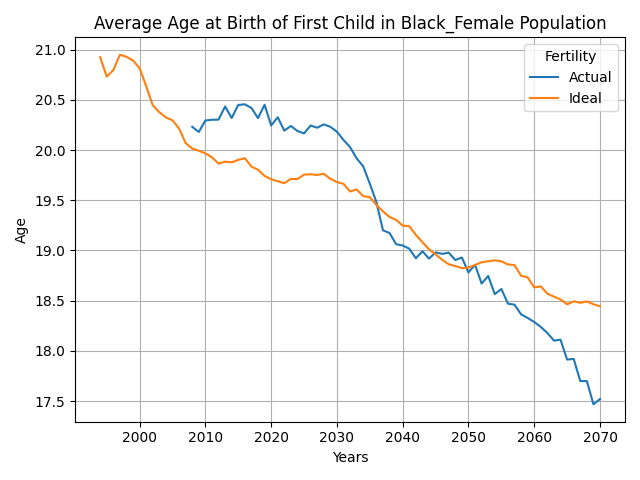 Average Age at Birth of First Child in Black_Female Population
Fertility
Actual
Ideal
Age
21.0
20.5
20.0
19.5
19.0
18.5
18.0
17.5
2000 2010 2020 2030 2040 2050 2060 2070
Years